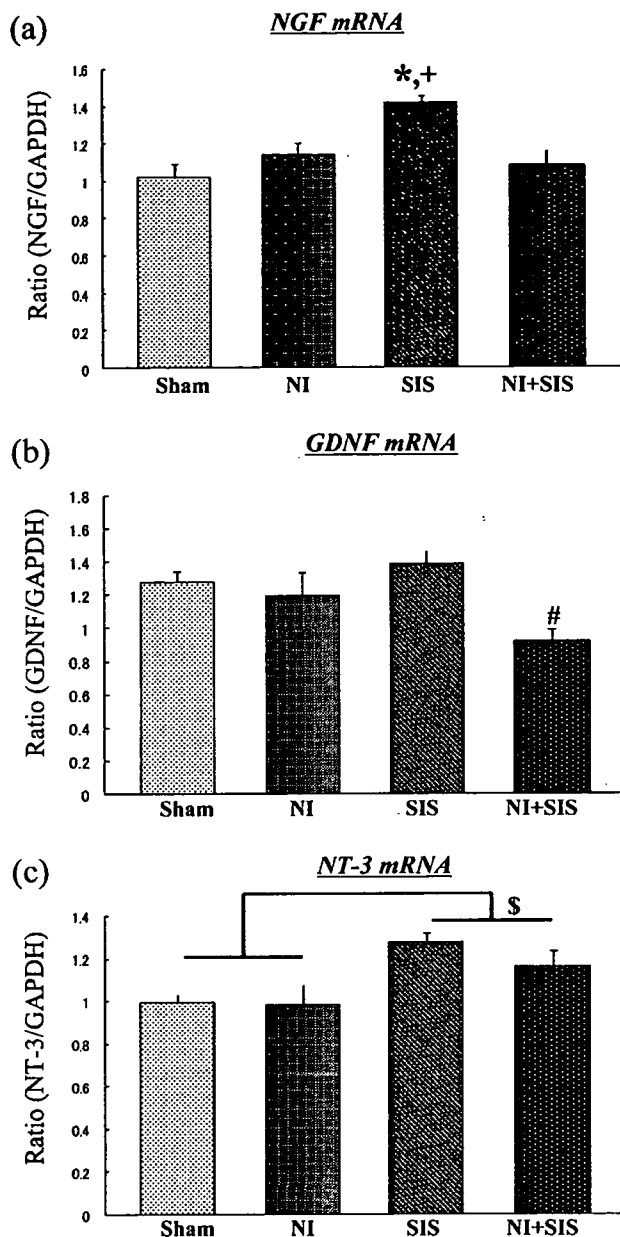 (a)
NGF mRNA
Ratio (NGF/GAPDH)
1.6
1.4
1.2
1
0.8
0.6
0.4
0.2
0
*,+
Sham NI SIS NI+SIS
(b)
GDNF mRNA
Ratio (GDNF/GAPDH)
1.8
1.6
1.4
1.2
1
0.8
0.6
0.4
0.2
0
#
Sham NI SIS NI+SIS
(c)
NT-3 mRNA
Ratio (NT-3/GAPDH)
1.4
1.2
1
0.8
0.6
0.4
0.2
0
$
Sham NI SIS NI+SIS